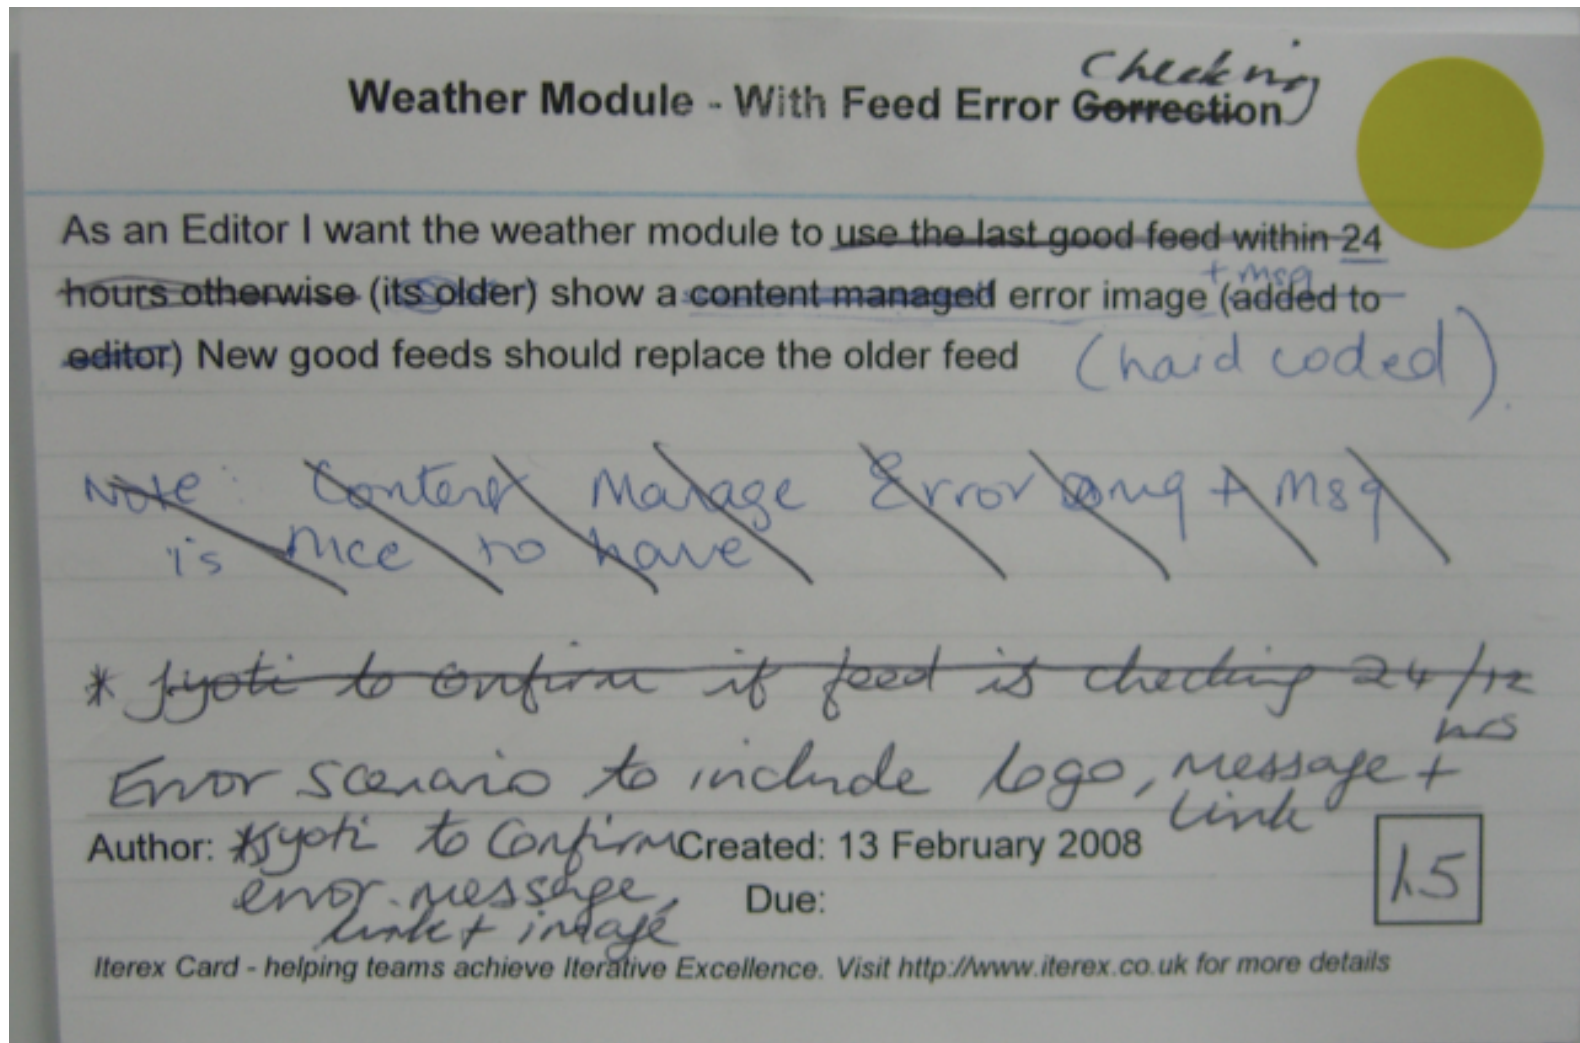 Checking
Weather Module - With Feed Error Correction
As an Editor I want the weather module to use the last good feed within 24
+ msg
hours otherwise (its older) show a content managed error image (added to
editor) New good feeds should replace the older feed (hard coded).
Note: Content Manage Error Img + Msg
is nice to have
* Jyoti to confirm if feed is checking 24/12
hrs
Error scenario to include logo, message +
link
Author: *Jyoti to Confirm Created: 13 February 2008
error message,
Due:
link + image
1.5
Iterex Card - helping teams achieve Iterative Excellence. Visit http://www.iterex.co.uk for more details